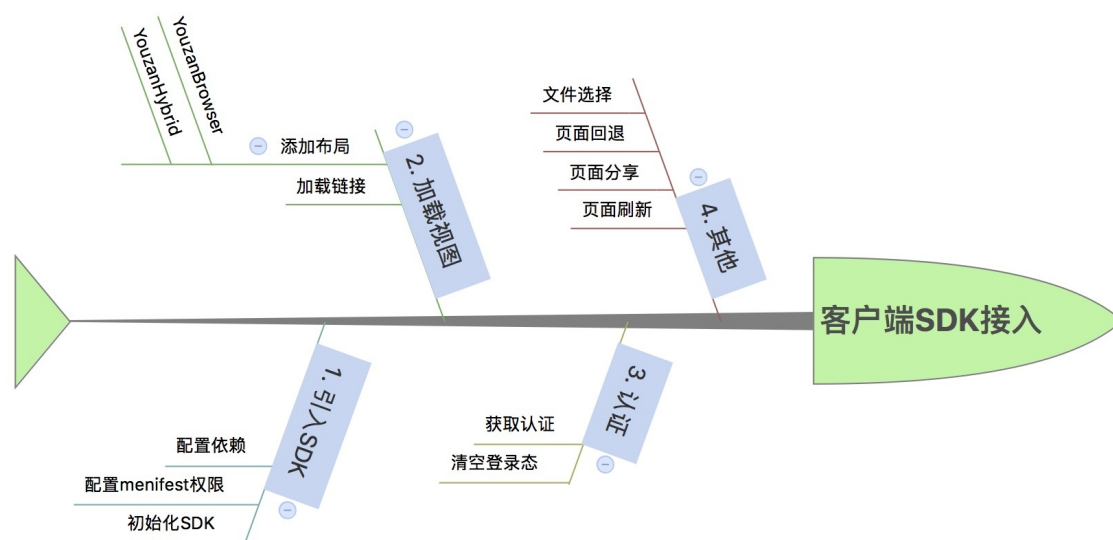 客户端SDK接入
1. 引入SDK
配置依赖
配置menifest权限
初始化SDK
2. 加载视图
添加布局
YouzanHybrid
YouzanBrowser
加载链接
3. 认证
获取认证
清空登录态
4. 其他
文件选择
页面回退
页面分享
页面刷新